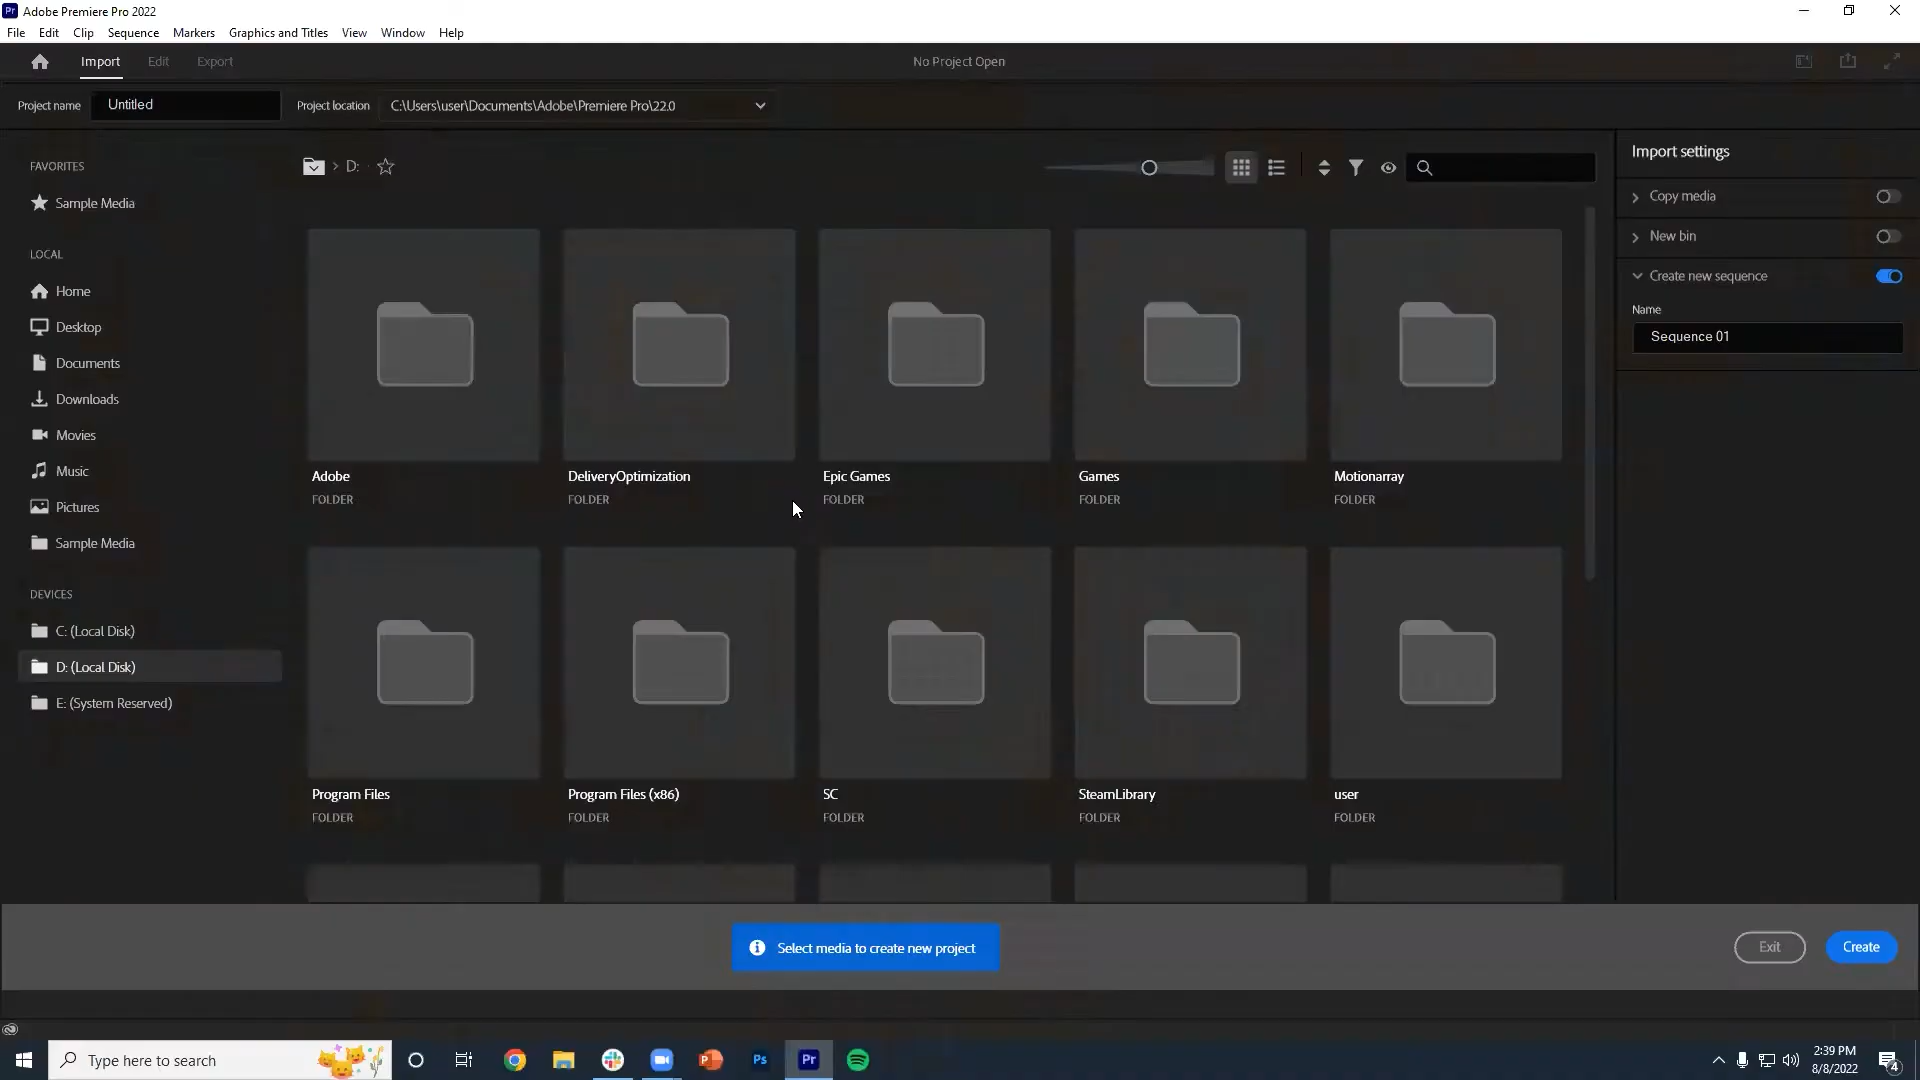 Pr Adobe Premiere Pro 2022
File Edit Clip Sequence Markers Graphics and Titles View Window Help
Import Edit Export No Project Open
Project name Untitled Project location C:\Users\user\Documents\Adobe\Premiere Pro\22.0
FAVORITES
Sample Media
LOCAL
Home
Desktop
Documents
Downloads
Movies
Music
Pictures
Sample Media
DEVICES
C: (Local Disk)
D: (Local Disk)
E: (System Reserved)
> D:
Adobe
FOLDER
DeliveryOptimization
FOLDER
Epic Games
FOLDER
Games
FOLDER
Motionarray
FOLDER
Program Files
FOLDER
Program Files (x86)
FOLDER
SC
FOLDER
SteamLibrary
FOLDER
user
FOLDER
Import settings
Copy media
New bin
Create new sequence
Name
Sequence 01
Select media to create new project
Exit Create
Type here to search
P Ps Pr
2:39 PM
8/8/2022
4